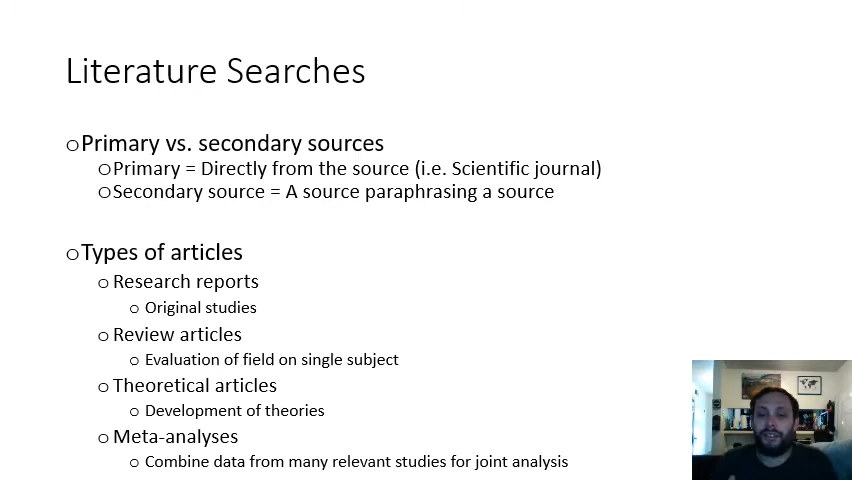 Literature Searches
Primary vs. secondary sources
Primary = Directly from the source (i.e. Scientific journal)
Secondary source = A source paraphrasing a source
Types of articles
Research reports
Original studies
Review articles
Evaluation of field on single subject
Theoretical articles
Development of theories
Meta-analyses
Combine data from many relevant studies for joint analysis